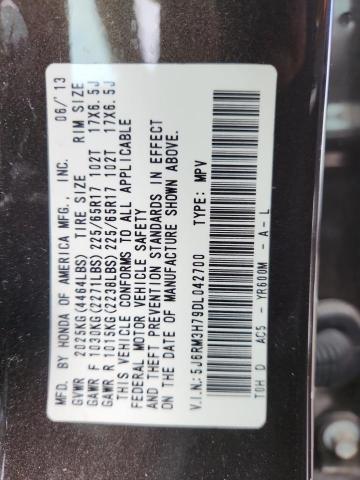 MFD. BY HONDA OF AMERICA MFG., INC. 06/'13
GVWR 2025KG(4464LBS) TIRE SIZE RIM SIZE
GAWR F 1030KG(2271LBS) 225/65R17 102T 17X6.5J
GAWR R 1015KG(2238LBS) 225/65R17 102T 17X6.5J
THIS VEHICLE CONFORMS TO ALL APPLICABLE
FEDERAL MOTOR VEHICLE SAFETY
AND THEFT PREVENTION STANDARDS IN EFFECT
ON THE DATE OF MANUFACTURE SHOWN ABOVE.
V.I.N:5J6RM3H79DL042700 TYPE: MPV
TOH D AC5 - YR600M - A - L